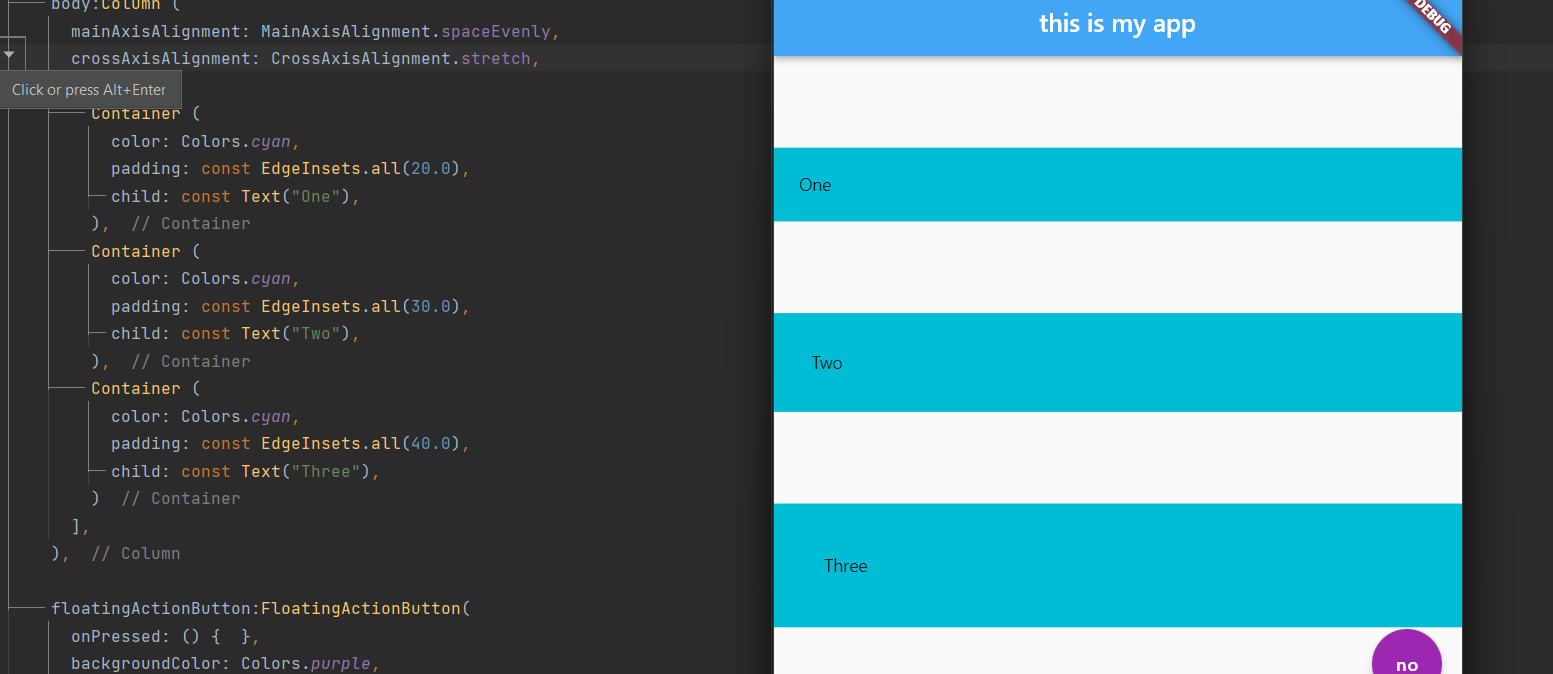 body:Column (
mainAxisAlignment: MainAxisAlignment.spaceEvenly,
crossAxisAlignment: CrossAxisAlignment.stretch,
Click or press Alt+Enter
Container (
color: Colors.cyan,
padding: const EdgeInsets.all(20.0),
child: const Text("One"),
), // Container
Container (
color: Colors.cyan,
padding: const EdgeInsets.all(30.0),
child: const Text("Two"),
), // Container
Container (
color: Colors.cyan,
padding: const EdgeInsets.all(40.0),
child: const Text("Three"),
) // Container
],
), // Column
floatingActionButton:FloatingActionButton(
onPressed: () { },
backgroundColor: Colors.purple,
this is my app
DEBUG
One
Two
Three
no